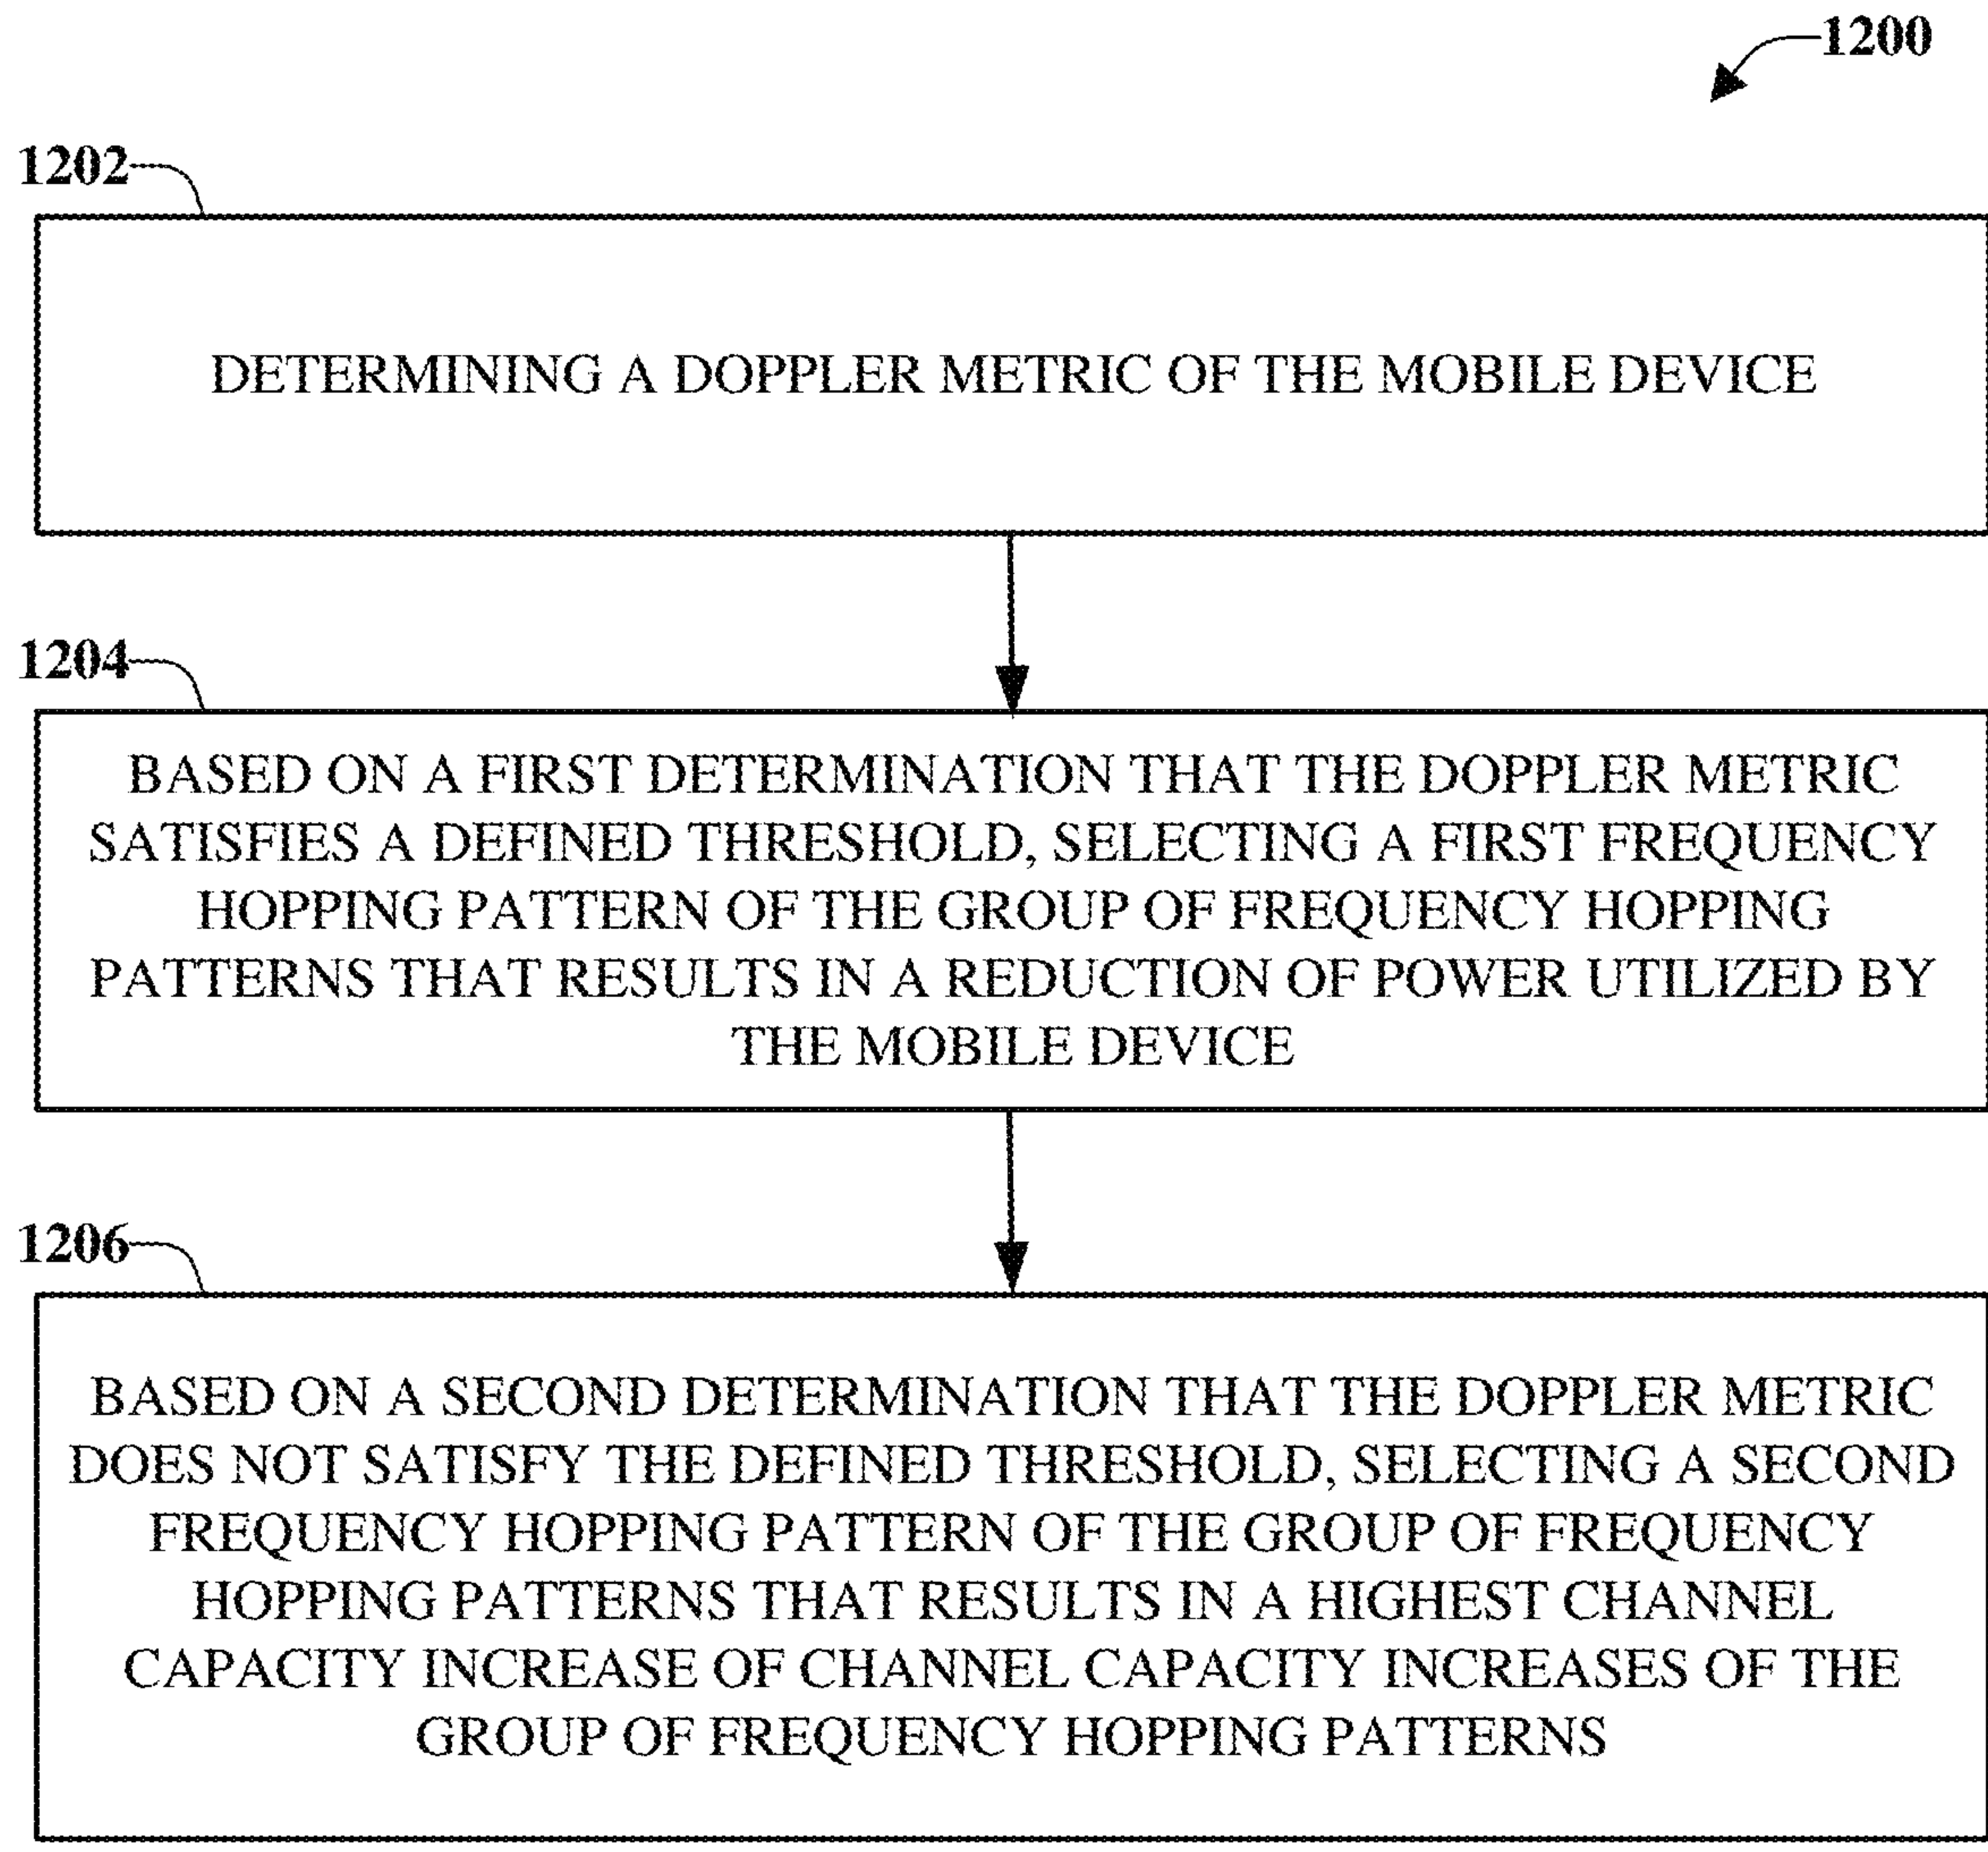 1200
1202
DETERMINING A DOPPLER METRIC OF THE MOBILE DEVICE
1204
BASED ON A FIRST DETERMINATION THAT THE DOPPLER METRIC
SATISFIES A DEFINED THRESHOLD, SELECTING A FIRST FREQUENCY
HOPPING PATTERN OF THE GROUP OF FREQUENCY HOPPING
PATTERNS THAT RESULTS IN A REDUCTION OF POWER UTILIZED BY
THE MOBILE DEVICE
1206
BASED ON A SECOND DETERMINATION THAT THE DOPPLER METRIC
DOES NOT SATISFY THE DEFINED THRESHOLD, SELECTING A SECOND
FREQUENCY HOPPING PATTERN OF THE GROUP OF FREQUENCY
HOPPING PATTERNS THAT RESULTS IN A HIGHEST CHANNEL
CAPACITY INCREASE OF CHANNEL CAPACITY INCREASES OF THE
GROUP OF FREQUENCY HOPPING PATTERNS